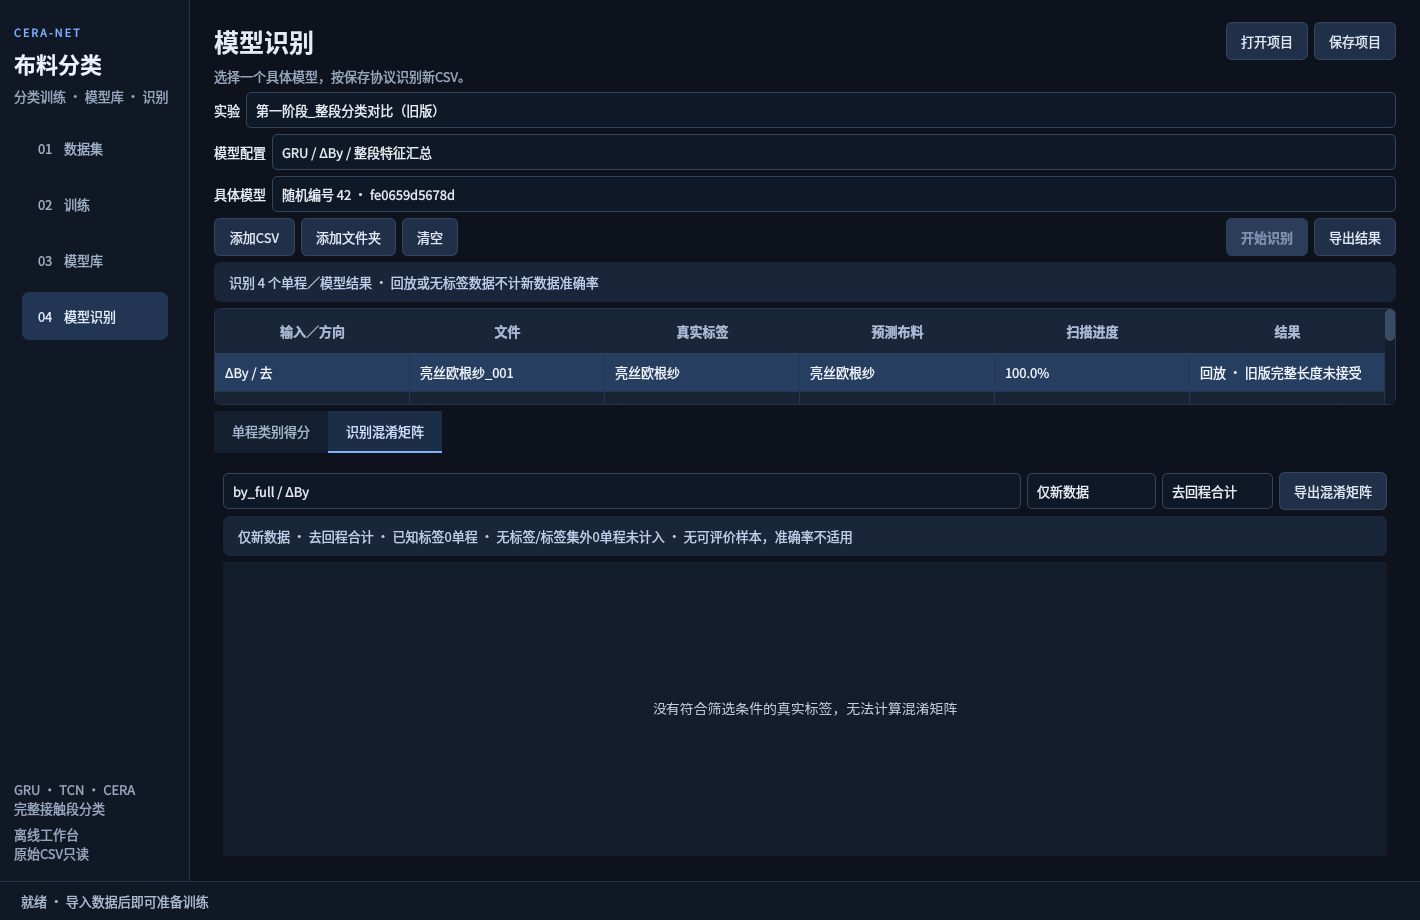 CERA-NET
布料分类
分类训练 · 模型库 · 识别
01 数据集
02 训练
03 模型库
04 模型识别
GRU · TCN · CERA
完整接触段分类
离线工作台
原始CSV只读
模型识别
打开项目 保存项目
选择一个具体模型，按保存协议识别新CSV。
实验 第一阶段_整段分类对比（旧版）
模型配置 GRU / ΔBy / 整段特征汇总
具体模型 随机编号 42 · fe0659d5678d
添加CSV 添加文件夹 清空 开始识别 导出结果
识别 4 个单程／模型结果 · 回放或无标签数据不计新数据准确率
输入／方向 文件 真实标签 预测布料 扫描进度 结果
ΔBy / 去 亮丝欧根纱_001 亮丝欧根纱 亮丝欧根纱 100.0% 回放 · 旧版完整长度未接受
单程类别得分 识别混淆矩阵
by_full / ΔBy 仅新数据 去回程合计 导出混淆矩阵
仅新数据 · 去回程合计 · 已知标签0单程 · 无标签/标签集外0单程未计入 · 无可评价样本，准确率不适用
没有符合筛选条件的真实标签，无法计算混淆矩阵
就绪 · 导入数据后即可准备训练